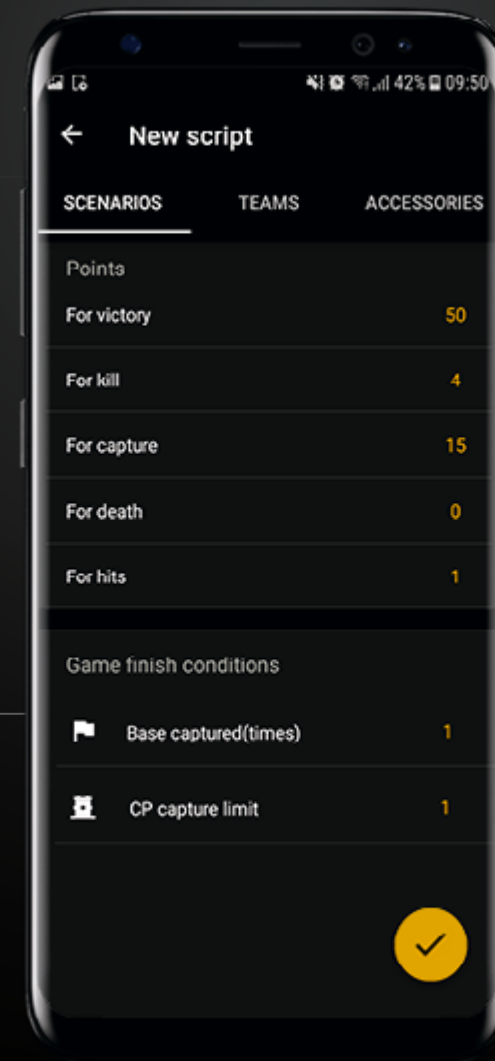 42% 09:50
New script
SCENARIOS TEAMS ACCESSORIES
Points
For victory 50
For kill 4
For capture 15
For death 0
For hits 1
Game finish conditions
Base captured(times) 1
CP capture limit 1